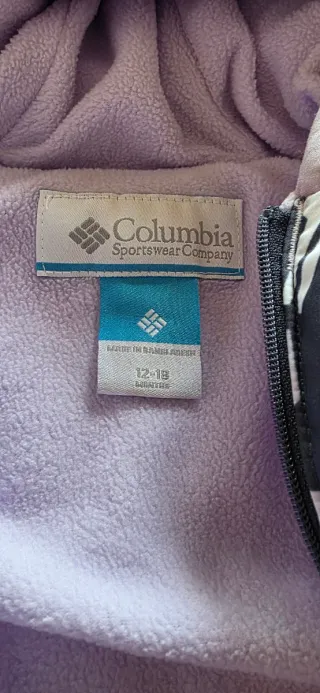 Columbia
Sportswear Company
MADE IN BANGLADESH
12-18
MONTHS